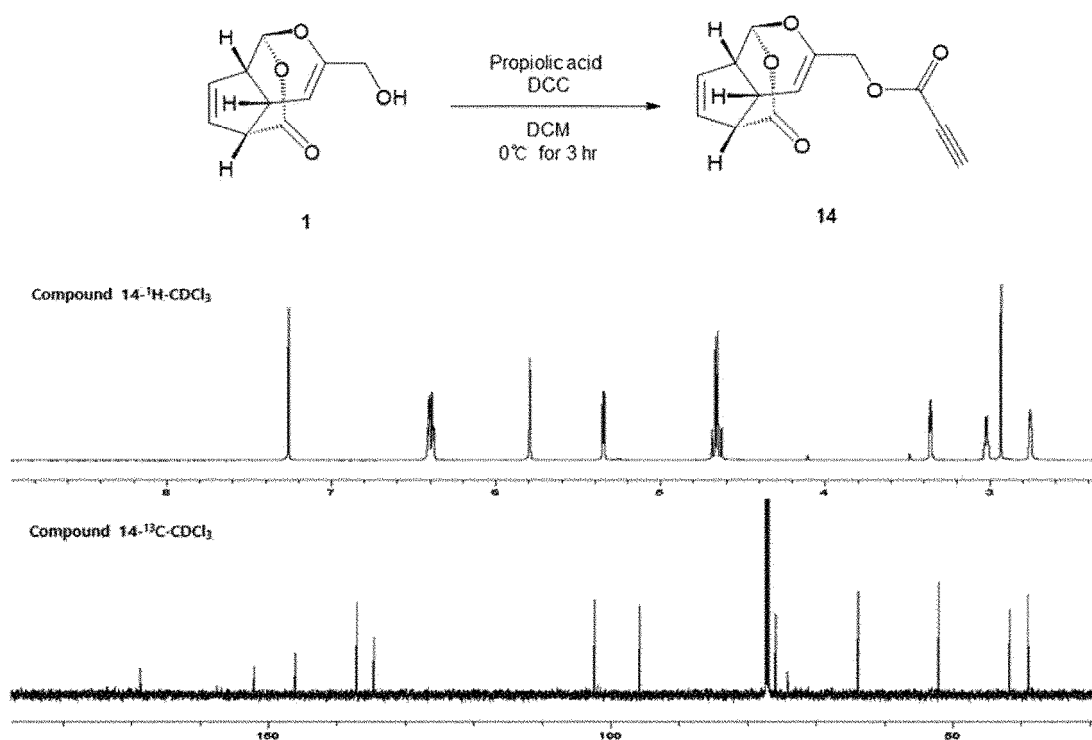 H
O
O
OH
H
H
O
1
Propiolic acid
DCC
DCM
0℃ for 3 hr
H
O
O
O
O
H
H
O
14
Compound 14-¹H-CDCl₃
8 7 6 5 4 3
Compound 14-¹³C-CDCl₃
150 100 50